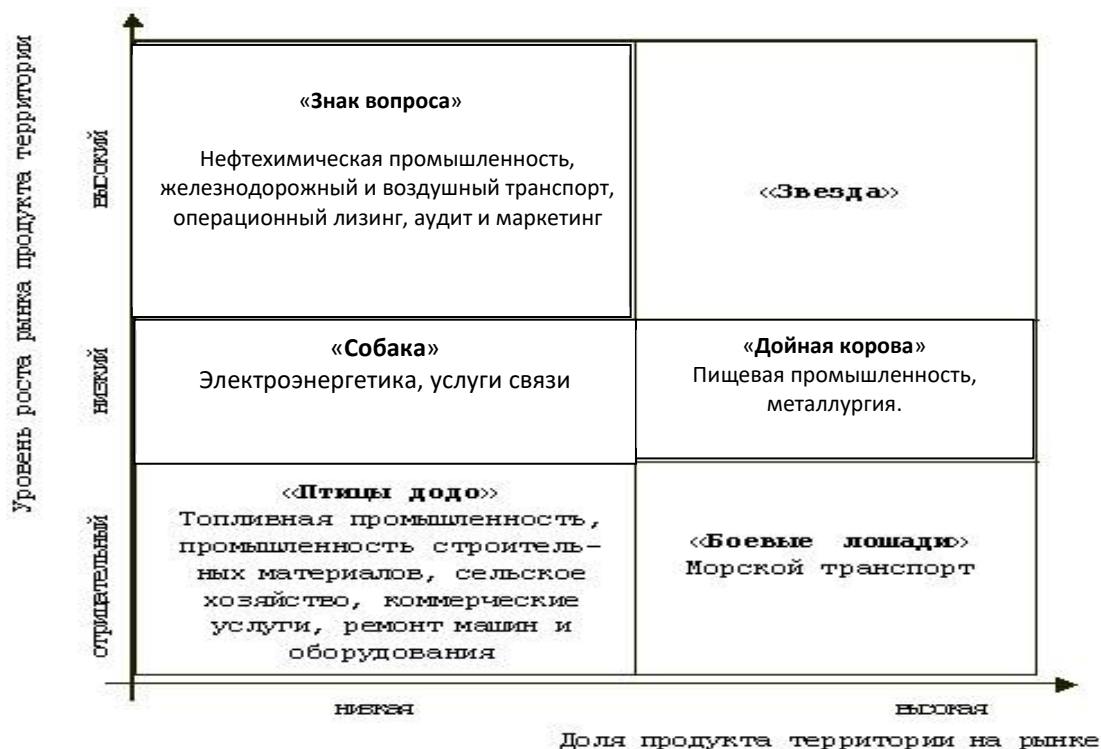 Уровень роста рынка продукта территории
высокий
«Знак вопроса»
Нефтехимическая промышленность,
железнодорожный и воздушный транспорт,
операционный лизинг, аудит и маркетинг
«Звезда»
низкий
«Собака»
Электроэнергетика, услуги связи
«Дойная корова»
Пищевая промышленность,
металлургия.
отрицательный
«Птицы додо»
Топливная промышленность,
промышленность строитель-
ных материалов, сельское
хозяйство, коммерческие
услуги, ремонт машин и
оборудования
«Боевые лошади»
Морской транспорт
низкая
высокая
Доля продукта территории на рынке